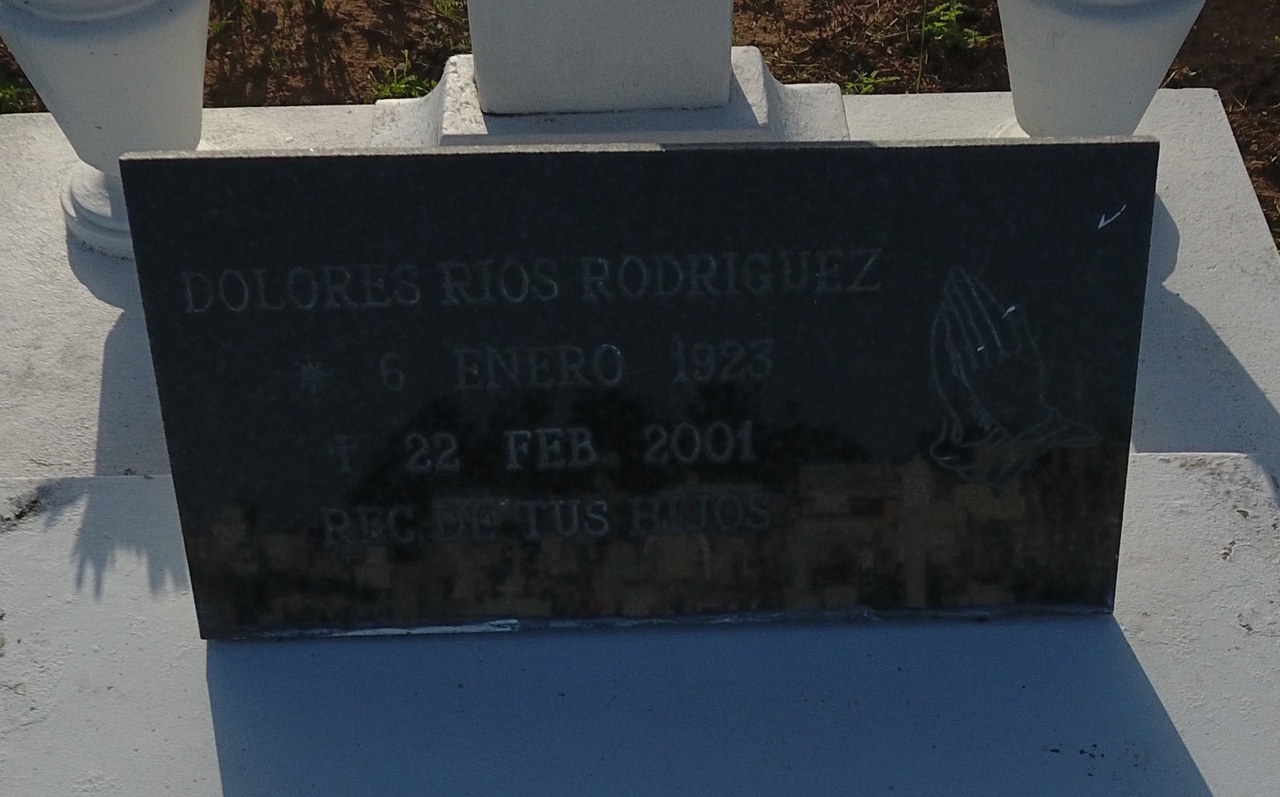 DOLORES RIOS RODRIGUEZ
6 ENERO 1923
22 FEB 2001
REC. DE TUS HIJOS